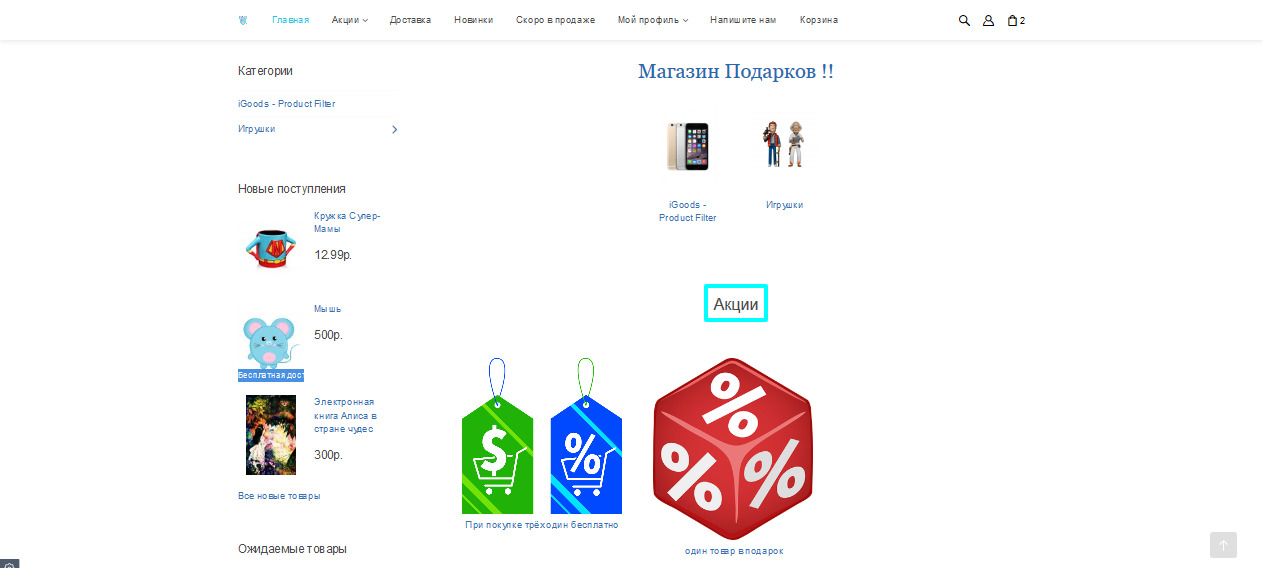 Главная Акции Доставка Новинки Скоро в продаже Мой профиль Напишите нам Корзина 2
Категории
iGoods - Product Filter
Игрушки
Новые поступления
Кружка Супер-
Мамы
12.99р.
Мышь
500р.
Бесплатная дост
Электронная
книга Алиса в
стране чудес
300р.
Все новые товары
Ожидаемые товары
Магазин Подарков !!
iGoods -
Product Filter
Игрушки
Акции
$ %
При покупке трёх один бесплатно
%
% %
один товар в подарок